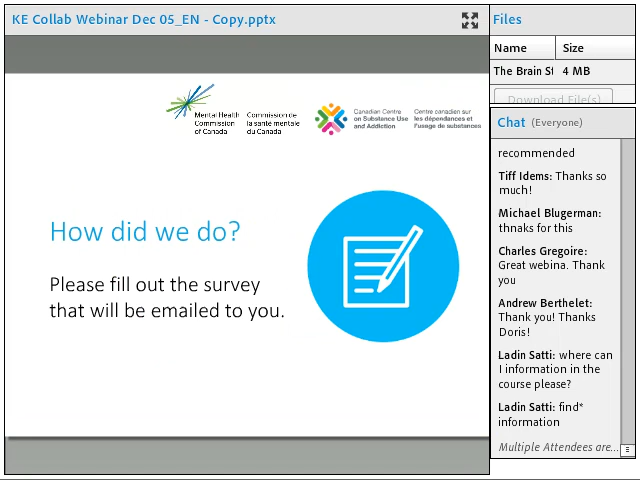 KE Collab Webinar Dec 05_EN - Copy.pptx
Mental Health
Commission
of Canada
Commission de
la santé mentale
du Canada
Canadian Centre
on Substance Use
and Addiction
Centre canadien sur
les dépendances et
l'usage de substances
How did we do?
Please fill out the survey
that will be emailed to you.
Files
Name Size
The Brain St 4 MB
Download File(s)
Chat (Everyone)
recommended
Tiff Idems: Thanks so
much!
Michael Blugerman:
thnaks for this
Charles Gregoire:
Great webina. Thank
you
Andrew Berthelet:
Thank you! Thanks
Doris!
Ladin Satti: where can
I information in the
course please?
Ladin Satti: find*
information
Multiple Attendees are...